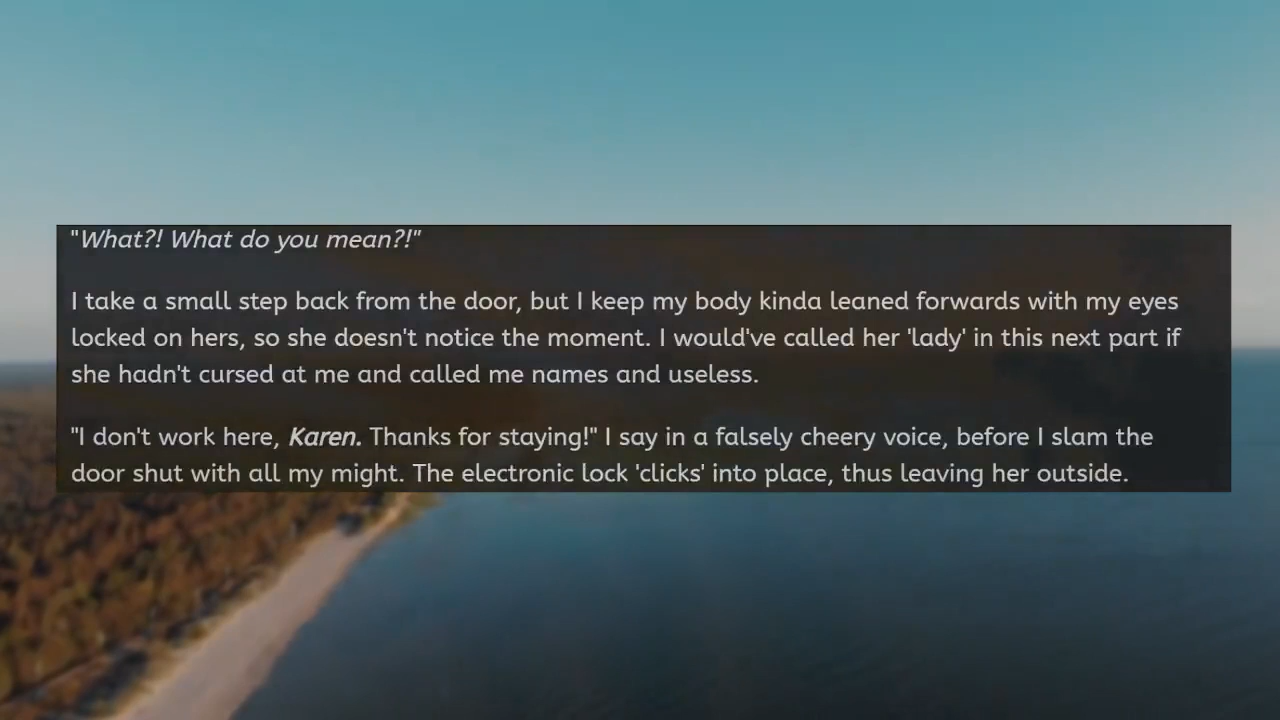 "What?! What do you mean?!"
I take a small step back from the door, but I keep my body kinda leaned forwards with my eyes
locked on hers, so she doesn't notice the moment. I would've called her 'lady' in this next part if
she hadn't cursed at me and called me names and useless.
"I don't work here, Karen. Thanks for staying!" I say in a falsely cheery voice, before I slam the
door shut with all my might. The electronic lock 'clicks' into place, thus leaving her outside.